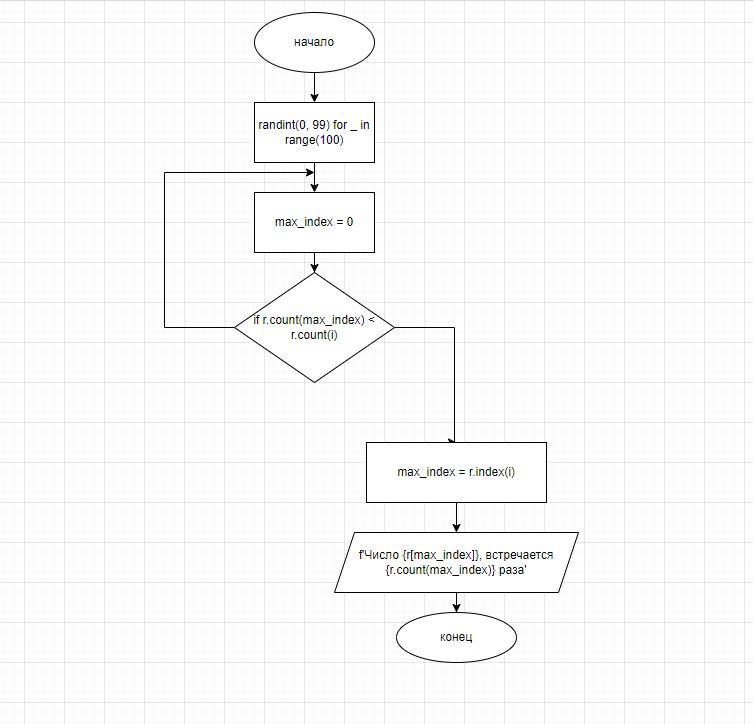 начало
randint(0, 99) for _ in
range(100)
max_index = 0
if r.count(max_index) <
r.count(i)
max_index = r.index(i)
f'Число {r[max_index]}, встречается
{r.count(max_index)} раза'
конец